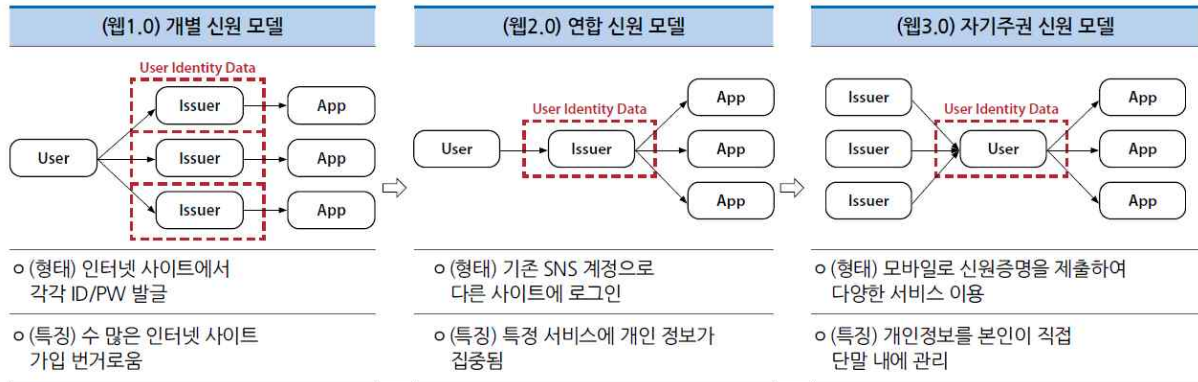 (웹1.0) 개별 신원 모델
User Identity Data
Issuer
App
User
Issuer
App
Issuer
App
ㅇ(형태) 인터넷 사이트에서
각각 ID/PW 발글
ㅇ(특징) 수 많은 인터넷 사이트
가입 번거로움
(웹2.0) 연합 신원 모델
User Identity Data
App
User
Issuer
App
App
ㅇ(형태) 기존 SNS 계정으로
다른 사이트에 로그인
ㅇ(특징) 특정 서비스에 개인 정보가
집중됨
(웹3.0) 자기주권 신원 모델
Issuer
App
User Identity Data
Issuer
User
App
Issuer
App
ㅇ(형태) 모바일로 신원증명을 제출하여
다양한 서비스 이용
ㅇ(특징) 개인정보를 본인이 직접
단말 내에 관리